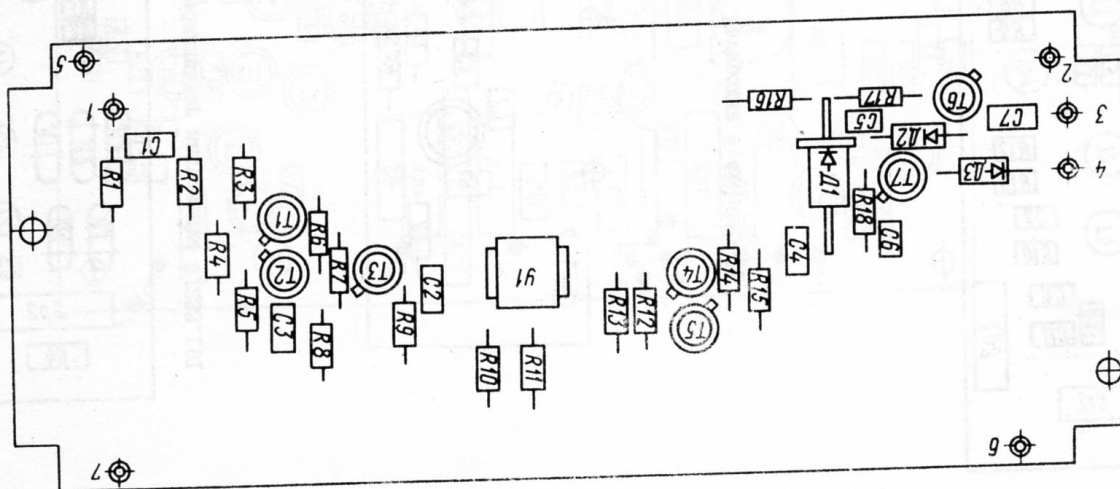 5
2
1
3
4
R16
R17
C5
T6
C7
Д2
Д3
T7
Д1
C1
R1
R2
R3
T1
R6
R4
T2
R7
T3
C2
У1
T4
R14
R15
C4
R18
C6
R5
C3
R8
R9
R13
R12
T5
R10
R11
7
6